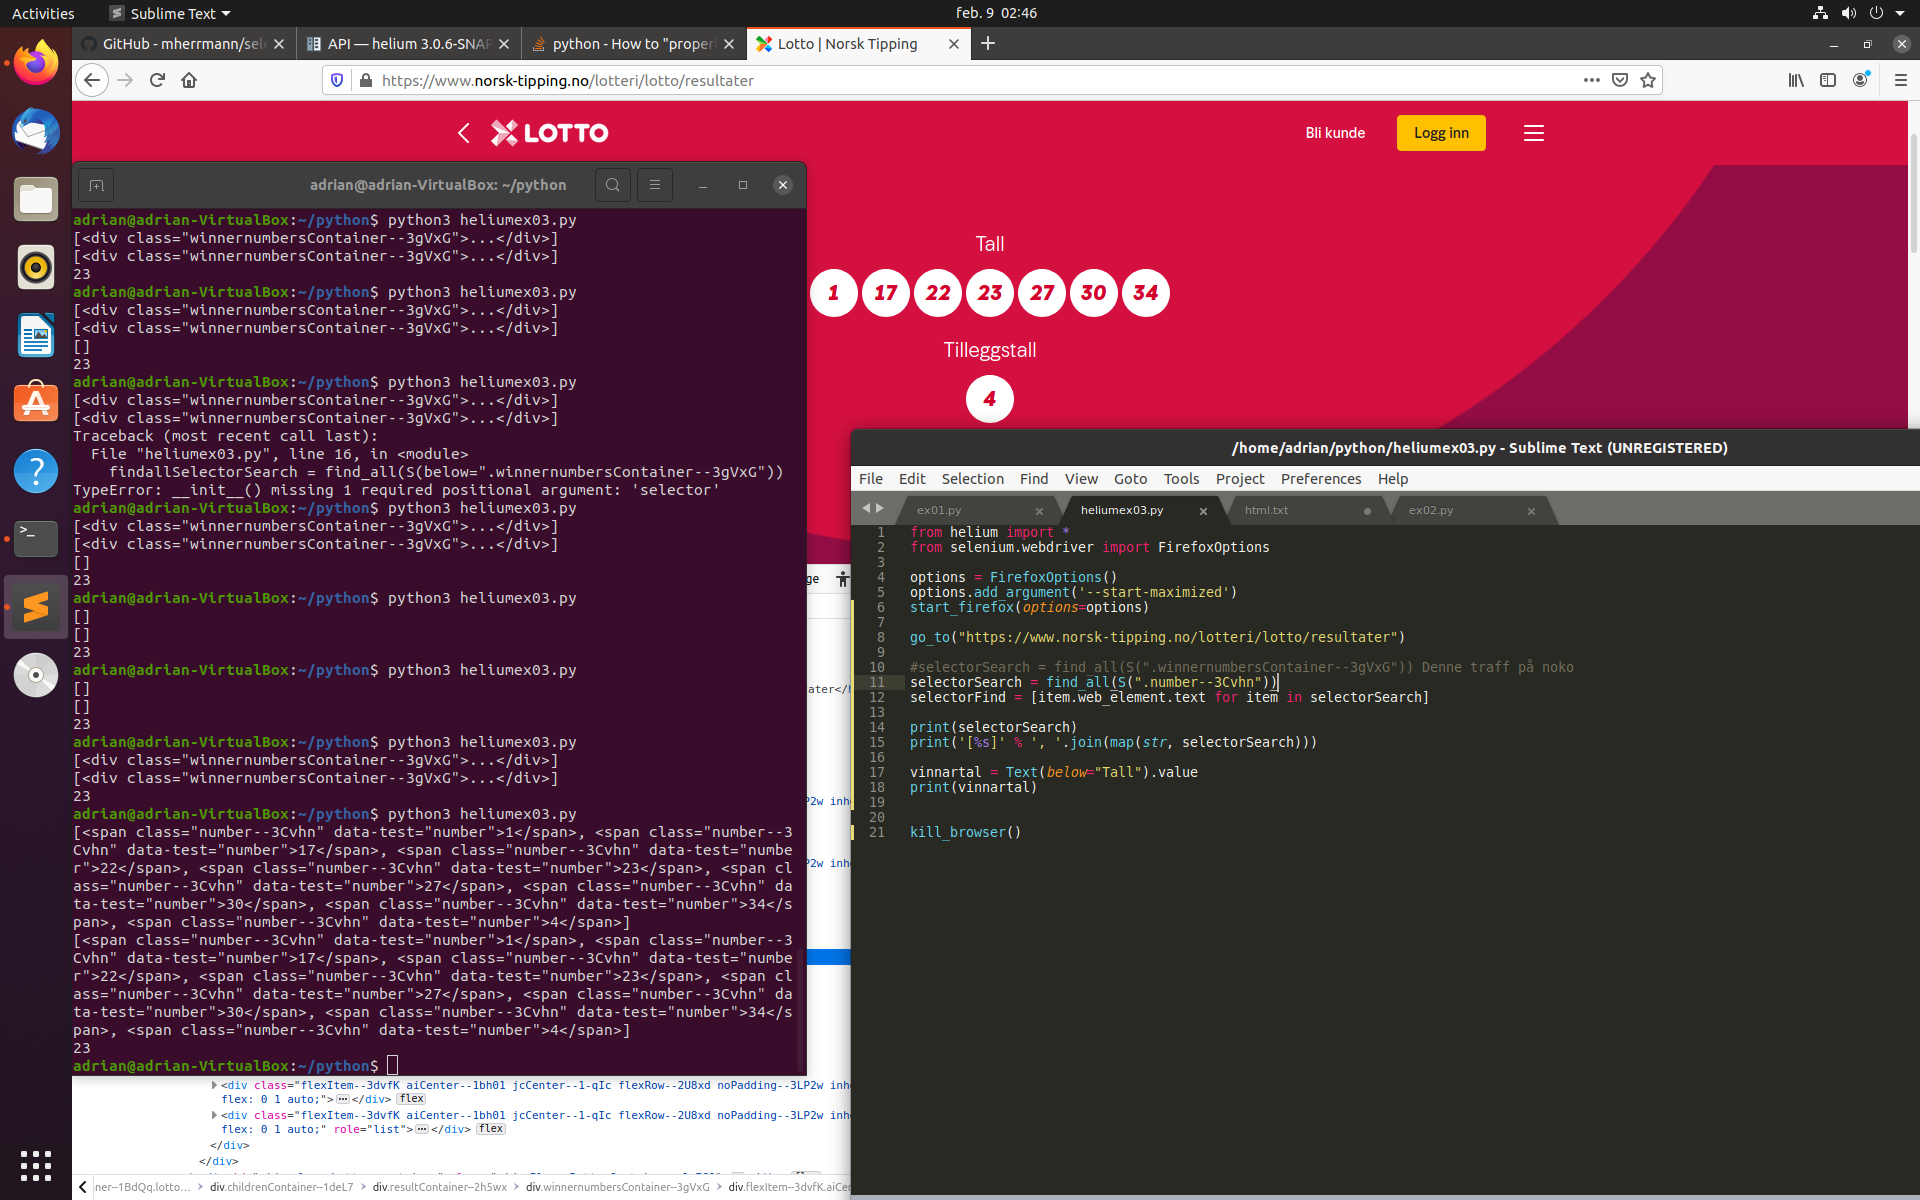 Activities
Sublime Text
feb. 9 02:46
GitHub - mherrmann/sel
API — helium 3.0.6-SNAP
python - How to "proper
Lotto | Norsk Tipping
https://www.norsk-tipping.no/lotteri/lotto/resultater
LOTTO
Bli kunde
Logg inn
Tall
1 17 22 23 27 30 34
Tilleggstall
4
adrian@adrian-VirtualBox: ~/python
adrian@adrian-VirtualBox:~/python$ python3 heliumex03.py
[<div class="winnernumbersContainer--3gVxG">...</div>]
[<div class="winnernumbersContainer--3gVxG">...</div>]
23
adrian@adrian-VirtualBox:~/python$ python3 heliumex03.py
[<div class="winnernumbersContainer--3gVxG">...</div>]
[<div class="winnernumbersContainer--3gVxG">...</div>]
[]
23
adrian@adrian-VirtualBox:~/python$ python3 heliumex03.py
[<div class="winnernumbersContainer--3gVxG">...</div>]
[<div class="winnernumbersContainer--3gVxG">...</div>]
Traceback (most recent call last):
File "heliumex03.py", line 16, in <module>
findallSelectorSearch = find_all(S(below=".winnernumbersContainer--3gVxG"))
TypeError: __init__() missing 1 required positional argument: 'selector'
adrian@adrian-VirtualBox:~/python$ python3 heliumex03.py
[<div class="winnernumbersContainer--3gVxG">...</div>]
[<div class="winnernumbersContainer--3gVxG">...</div>]
[]
23
adrian@adrian-VirtualBox:~/python$ python3 heliumex03.py
[]
[]
23
adrian@adrian-VirtualBox:~/python$ python3 heliumex03.py
[]
[]
23
adrian@adrian-VirtualBox:~/python$ python3 heliumex03.py
[<div class="winnernumbersContainer--3gVxG">...</div>]
[<div class="winnernumbersContainer--3gVxG">...</div>]
23
adrian@adrian-VirtualBox:~/python$ python3 heliumex03.py
[<span class="number--3Cvhn" data-test="number">1</span>, <span class="number--3
Cvhn" data-test="number">17</span>, <span class="number--3Cvhn" data-test="numbe
r">22</span>, <span class="number--3Cvhn" data-test="number">23</span>, <span cl
ass="number--3Cvhn" data-test="number">27</span>, <span class="number--3Cvhn" da
ta-test="number">30</span>, <span class="number--3Cvhn" data-test="number">34</s
pan>, <span class="number--3Cvhn" data-test="number">4</span>]
[<span class="number--3Cvhn" data-test="number">1</span>, <span class="number--3
Cvhn" data-test="number">17</span>, <span class="number--3Cvhn" data-test="numbe
r">22</span>, <span class="number--3Cvhn" data-test="number">23</span>, <span cl
ass="number--3Cvhn" data-test="number">27</span>, <span class="number--3Cvhn" da
ta-test="number">30</span>, <span class="number--3Cvhn" data-test="number">34</s
pan>, <span class="number--3Cvhn" data-test="number">4</span>]
23
adrian@adrian-VirtualBox:~/python$
ge
ater</h
P2w inhe
P2w inhe
<div class="flexItem--3dvfK aiCenter--1bh01 jcCenter--1-qIc flexRow--2U8xd noPadding--3LP2w inhe
flex: 0 1 auto;">⋯</div> flex
<div class="flexItem--3dvfK aiCenter--1bh01 jcCenter--1-qIc flexRow--2U8xd noPadding--3LP2w inhe
flex: 0 1 auto;" role="list">⋯</div> flex
</div>
</div>
ner--1BdQq.lotto… > div.childrenContainer--1deL7 > div.resultContainer--2h5wx > div.winnernumbersContainer--3gVxG > div.flexItem--3dvfK.aiCen
/home/adrian/python/heliumex03.py - Sublime Text (UNREGISTERED)
File Edit Selection Find View Goto Tools Project Preferences Help
ex01.py heliumex03.py html.txt ex02.py
1 from helium import *
2 from selenium.webdriver import FirefoxOptions
3
4 options = FirefoxOptions()
5 options.add_argument('--start-maximized')
6 start_firefox(options=options)
7
8 go_to("https://www.norsk-tipping.no/lotteri/lotto/resultater")
9
10 #selectorSearch = find_all(S(".winnernumbersContainer--3gVxG")) Denne traff på noko
11 selectorSearch = find_all(S(".number--3Cvhn"))
12 selectorFind = [item.web_element.text for item in selectorSearch]
13
14 print(selectorSearch)
15 print('[%s]' % ', '.join(map(str, selectorSearch)))
16
17 vinnartal = Text(below="Tall").value
18 print(vinnartal)
19
20
21 kill_browser()